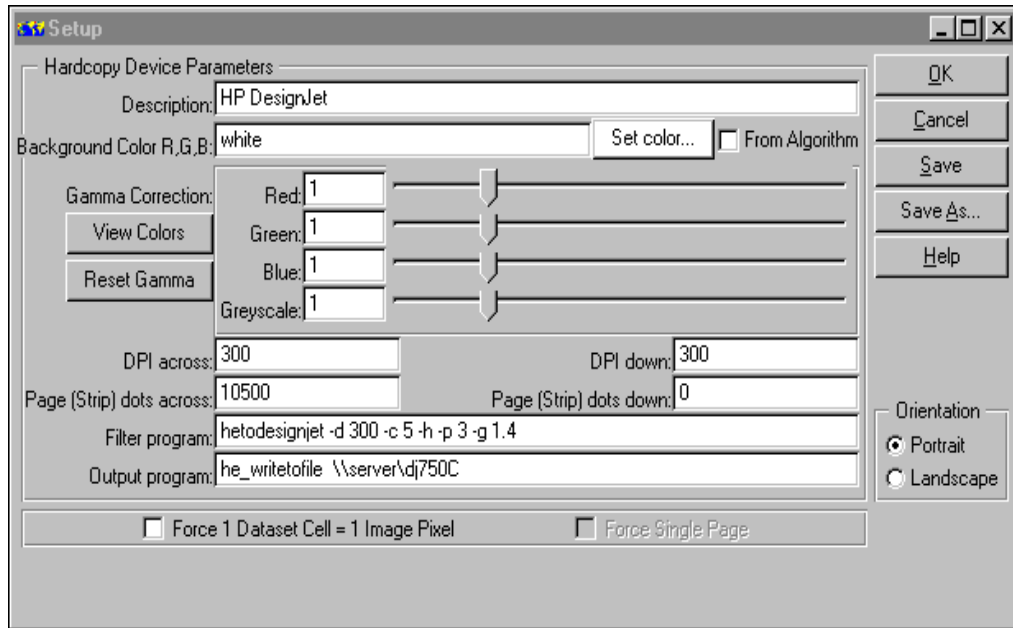 Setup
Hardcopy Device Parameters
Description: HP DesignJet
Background Color R,G,B: white Set color... From Algorithm
Gamma Correction: Red: 1
View Colors Green: 1
Reset Gamma Blue: 1
Greyscale: 1
DPI across: 300 DPI down: 300
Page (Strip) dots across: 10500 Page (Strip) dots down: 0
Filter program: hetodesignjet -d 300 -c 5 -h -p 3 -g 1.4
Output program: he_writetofile \\server\dj750C
Force 1 Dataset Cell = 1 Image Pixel Force Single Page
OK
Cancel
Save
Save As...
Help
Orientation
Portrait
Landscape